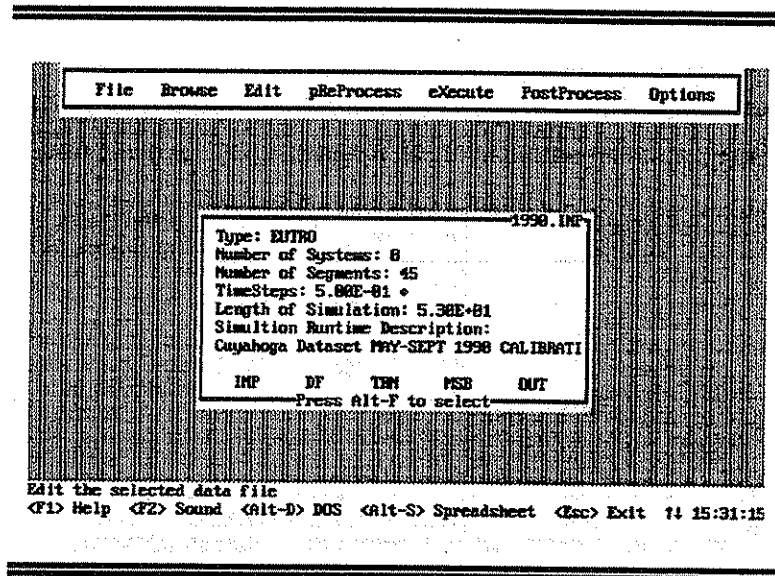 File Browse Edit pReProcess eXecute PostProcess Options
1990.INP
Type: EUTRO
Number of Systems: 8
Number of Segments: 45
TimeSteps: 5.00E-01 +
Length of Simulation: 5.30E+01
Simultion Runtime Description:
Cuyahoga Dataset MAY-SEPT 1990 CALIBRATI
INP DF TRN MSB OUT
Press Alt-F to select
Edit the selected data file
<F1> Help <F2> Sound <Alt-D> DOS <Alt-S> Spreadsheet <Esc> Exit ↑↓ 15:31:15